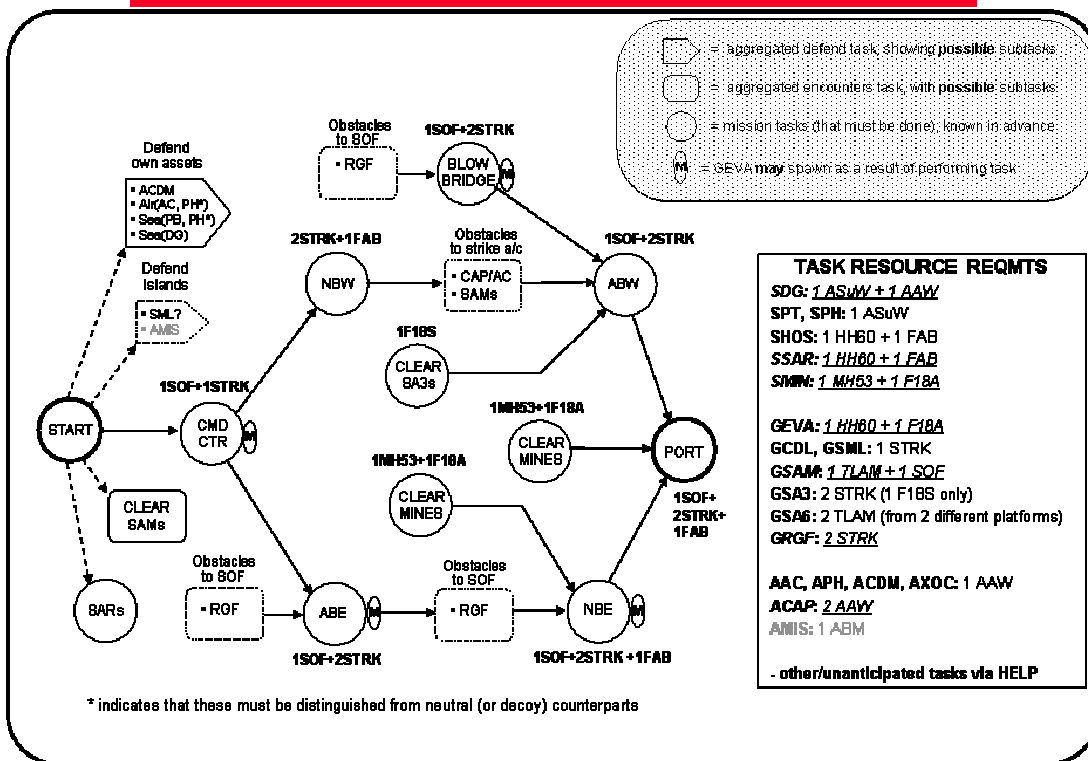 = aggregated defend task, showing possible subtasks
= aggregated encounters task, with possible subtasks
= mission tasks (that must be done), known in advance
M = GEVA may spawn as a result of performing task
Defend
own assets
• ACDM
• Air(AC, PH*)
• Sea(PB, PH*)
• Sea(DG)
Defend
Islands
• SML?
• AMIS
Obstacles
to SOF
• RGF
1SOF+2STRK
BLOW
BRIDGE
M
2STRK+1FAB
NBW
Obstacles
to strike a/c
• CAP/AC
• SAMs
1SOF+2STRK
ABW
1F18S
CLEAR
SA3s
START
1SOF+1STRK
CMD
CTR
M
1MH53+1F18A
CLEAR
MINES
PORT
1SOF+
2STRK+
1FAB
1MH53+1F18A
CLEAR
MINES
CLEAR
SAMs
SARs
Obstacles
to SOF
• RGF
ABE
M
1SOF+2STRK
Obstacles
to SOF
• RGF
NBE
M
1SOF+2STRK +1FAB
TASK RESOURCE REQMTS
SDG: 1 ASuW + 1 AAW
SPT, SPH: 1 ASuW
SHOS: 1 HH60 + 1 FAB
SSAR: 1 HH60 + 1 FAB
SMIN: 1 MH53 + 1 F18A
GEVA: 1 HH60 + 1 F18A
GCDL, GSML: 1 STRK
GSAM: 1 TLAM + 1 SOF
GSA3: 2 STRK (1 F18S only)
GSA6: 2 TLAM (from 2 different platforms)
GRGF: 2 STRK
AAC, APH, ACDM, AXOC: 1 AAW
ACAP: 2 AAW
AMIS: 1 ABM
- other/unanticipated tasks via HELP
* indicates that these must be distinguished from neutral (or decoy) counterparts